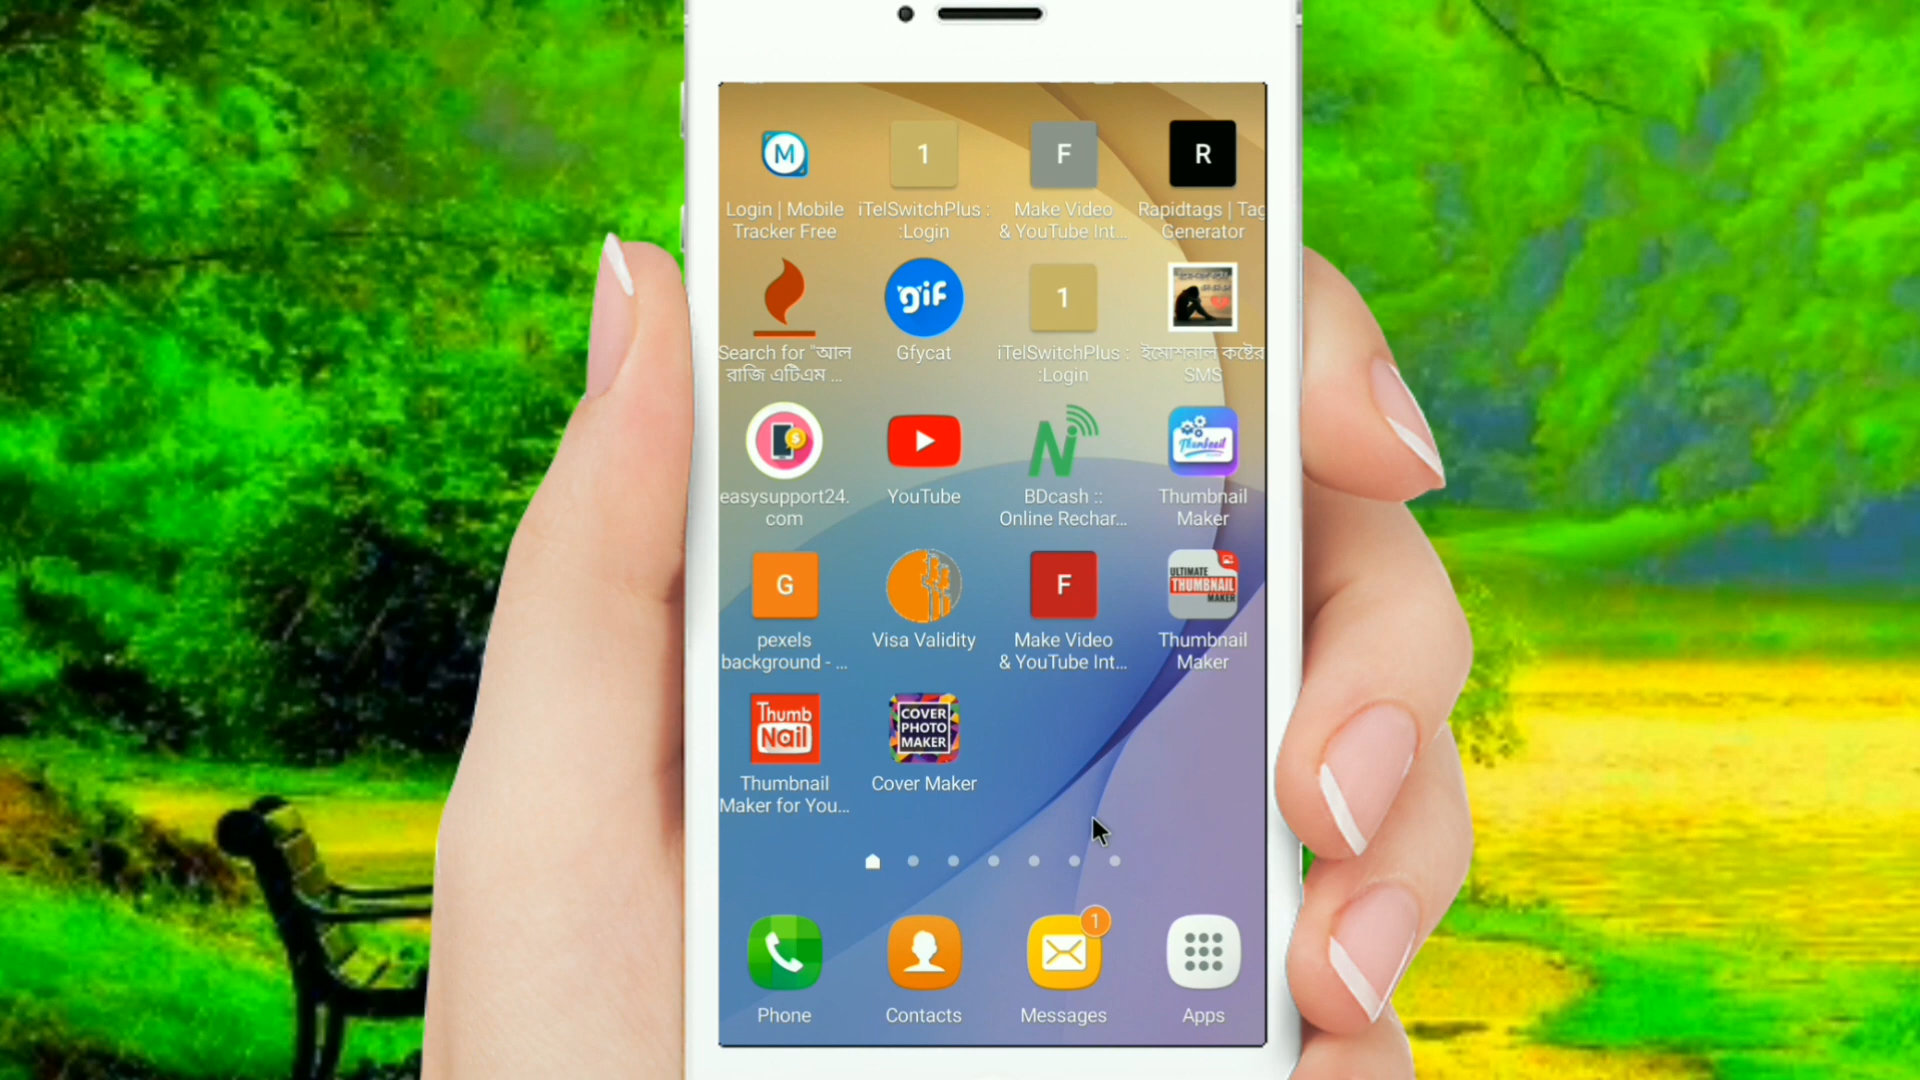 M
1
F
R
Login | Mobile
Tracker Free
iTelSwitchPlus :
:Login
Make Video
& YouTube Int...
Rapidtags | Tag
Generator
gif
1
Search for "আল
রাজি এটিএম ...
Gfycat
iTelSwitchPlus :
:Login
ইমোশনাল কষ্টের
SMS
N
Thumbnail
easysupport24.
com
YouTube
BDcash ::
Online Rechar...
Thumbnail
Maker
G
F
ULTIMATE
THUMBNAIL
MAKER
pexels
background - ...
Visa Validity
Make Video
& YouTube Int...
Thumbnail
Maker
Thumb
Nail
COVER
PHOTO
MAKER
Thumbnail
Maker for You...
Cover Maker
1
Phone
Contacts
Messages
Apps